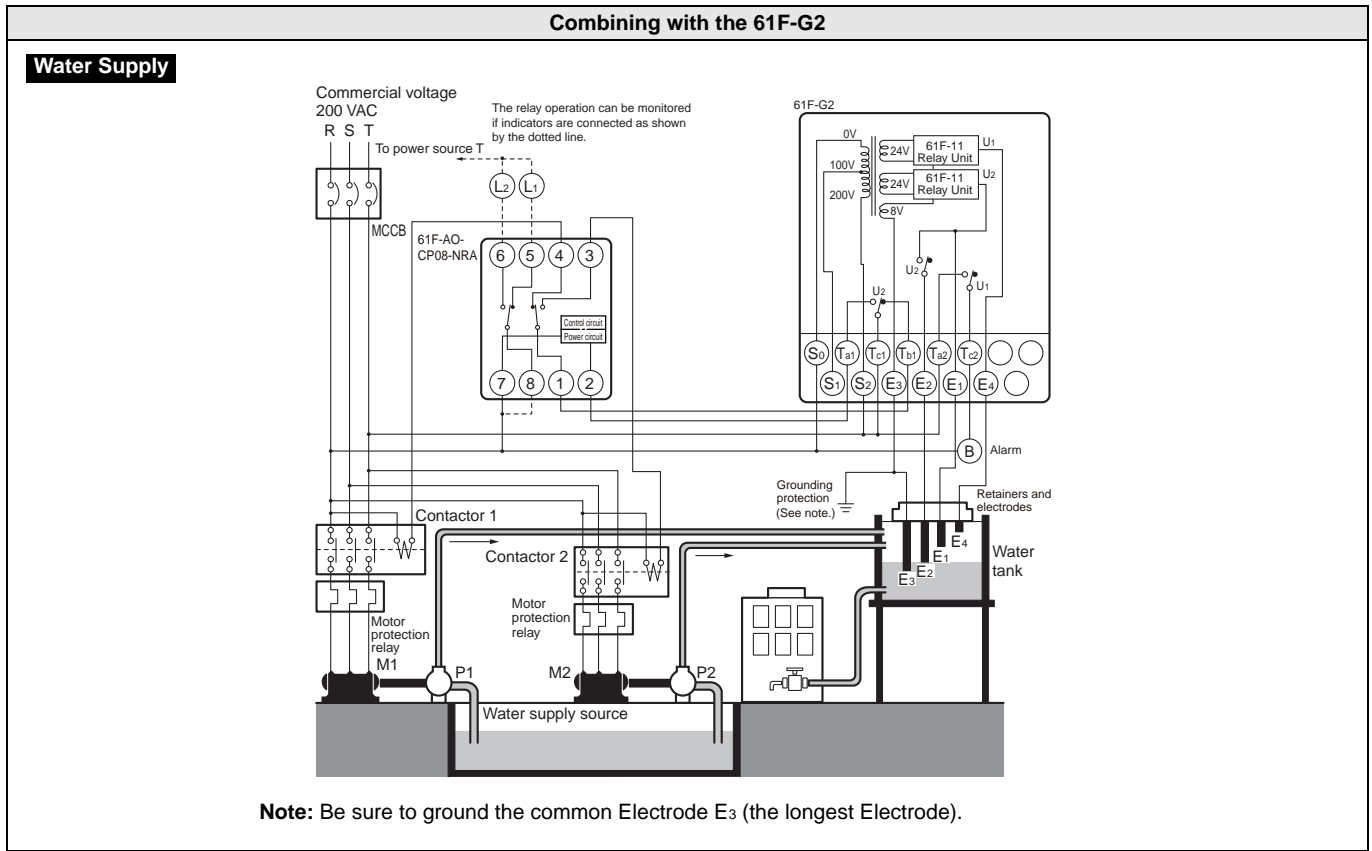 Combining with the 61F-G2
Water Supply
Commercial voltage
200 VAC
R S T
To power source T
The relay operation can be monitored
if indicators are connected as shown
by the dotted line.
L2 L1
MCCB
61F-AO-
CP08-NRA
6 5 4 3
Control circuit
Power circuit
7 8 1 2
61F-G2
0V
100V
200V
24V
61F-11
Relay Unit
U1
24V
61F-11
Relay Unit
U2
8V
U2
U1
U2
S0 Ta1 Tc1 Tb1 Ta2 Tc2
S1 S2 E3 E2 E1 E4
B Alarm
Grounding
protection
(See note.)
Retainers and
electrodes
E4
E1
E2
E3
Water
tank
Contactor 1
Contactor 2
Motor
protection
relay
Motor
protection
relay
M1 P1
M2 P2
Water supply source
Note: Be sure to ground the common Electrode E3 (the longest Electrode).